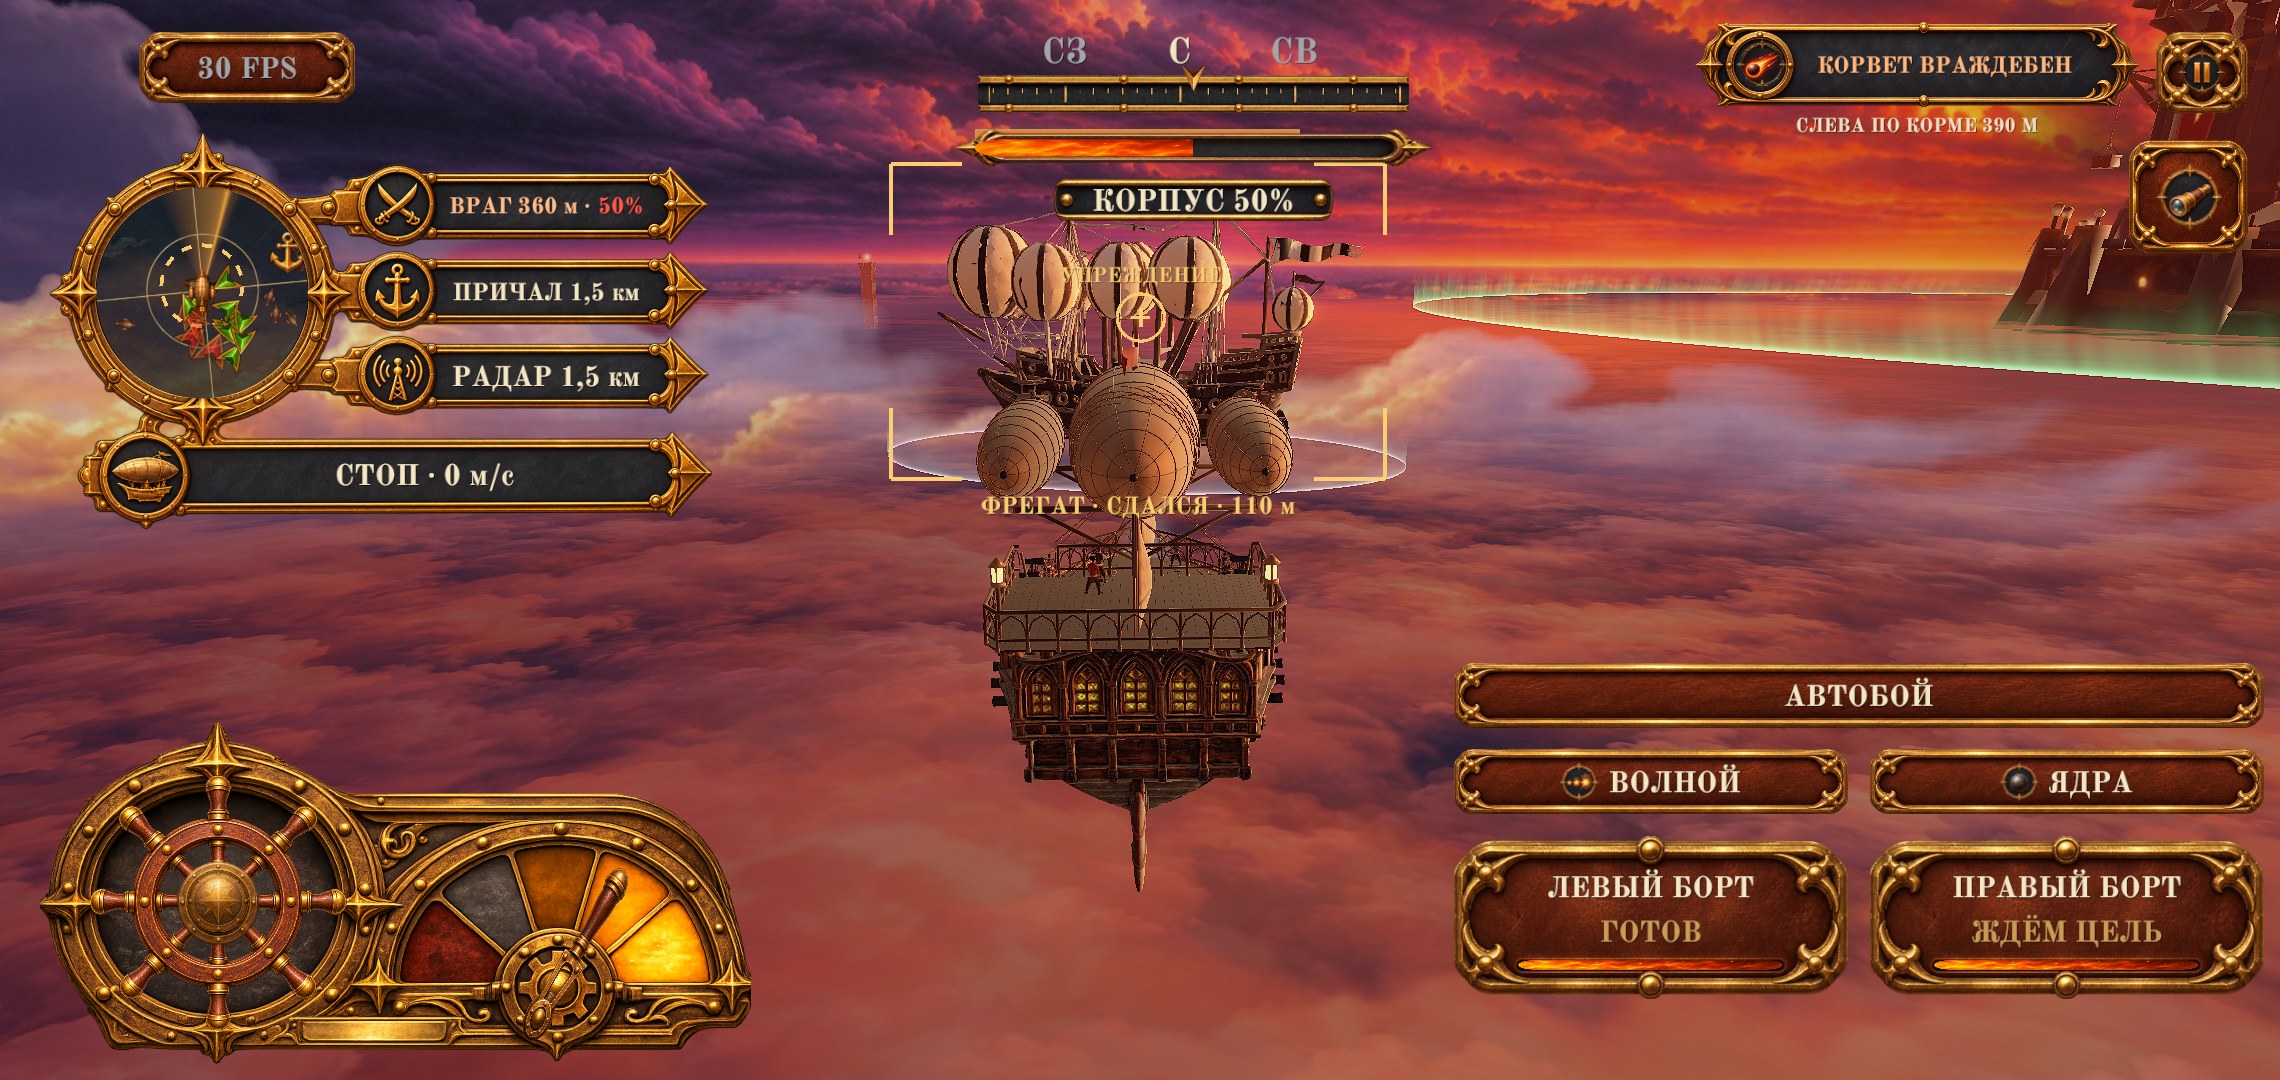 30 FPS
СЗ С СВ
КОРВЕТ ВРАЖДЕБЕН
СЛЕВА ПО КОРМЕ 390 М
ВРАГ 360 м · 50%
КОРПУС 50%
УПРЕЖДЕНИЕ
ПРИЧАЛ 1,5 км
РАДАР 1,5 км
СТОП · 0 м/с
ФРЕГАТ · СДАЛСЯ · 110 м
АВТОБОЙ
ВОЛНОЙ
ЯДРА
ЛЕВЫЙ БОРТ
ГОТОВ
ПРАВЫЙ БОРТ
ЖДЁМ ЦЕЛЬ